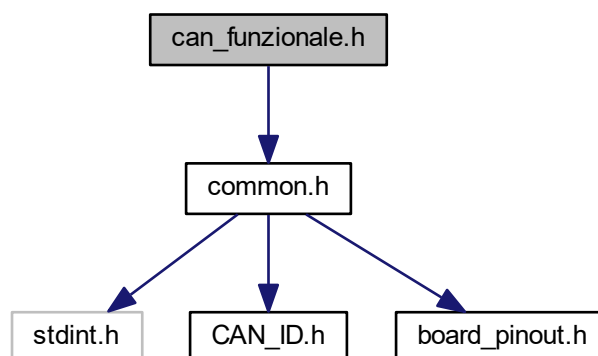 can_funzionale.h
common.h
stdint.h
CAN_ID.h
board_pinout.h